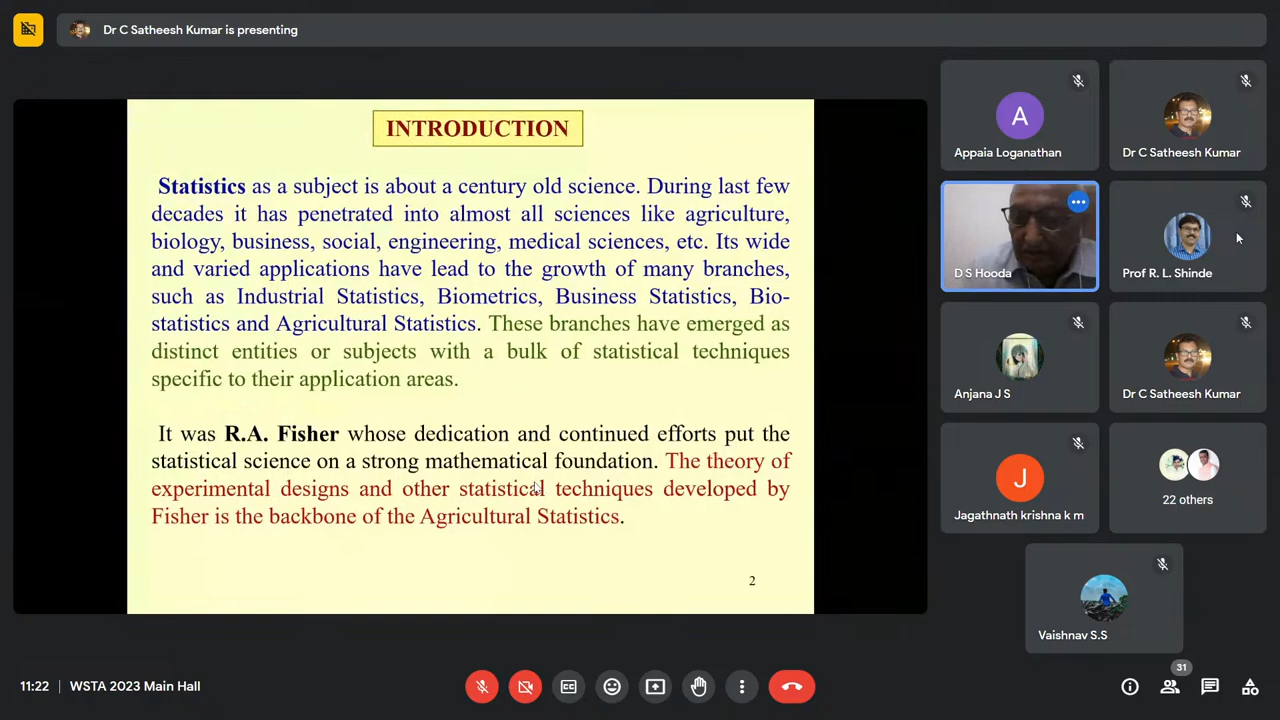 Dr C Satheesh Kumar is presenting
INTRODUCTION
Statistics as a subject is about a century old science. During last few
decades it has penetrated into almost all sciences like agriculture,
biology, business, social, engineering, medical sciences, etc. Its wide
and varied applications have lead to the growth of many branches,
such as Industrial Statistics, Biometrics, Business Statistics, Bio-
statistics and Agricultural Statistics. These branches have emerged as
distinct entities or subjects with a bulk of statistical techniques
specific to their application areas.
It was R.A. Fisher whose dedication and continued efforts put the
statistical science on a strong mathematical foundation. The theory of
experimental designs and other statistical techniques developed by
Fisher is the backbone of the Agricultural Statistics.
2
A
Appaia Loganathan
Dr C Satheesh Kumar
D S Hooda
Prof R. L. Shinde
Anjana J S
Dr C Satheesh Kumar
J
Jagathnath krishna k m
22 others
Vaishnav S.S
11:22 | WSTA 2023 Main Hall
CC
31